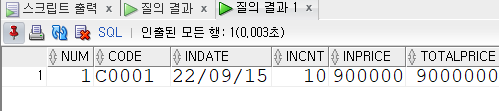 스크립트 출력 × 질의 결과 × 질의 결과 1 ×
SQL | 인출된 모든 행: 1(0,003초)
NUM CODE INDATE INCNT INPRICE TOTALPRICE
1 1 C0001 22/09/15 10 900000 9000000